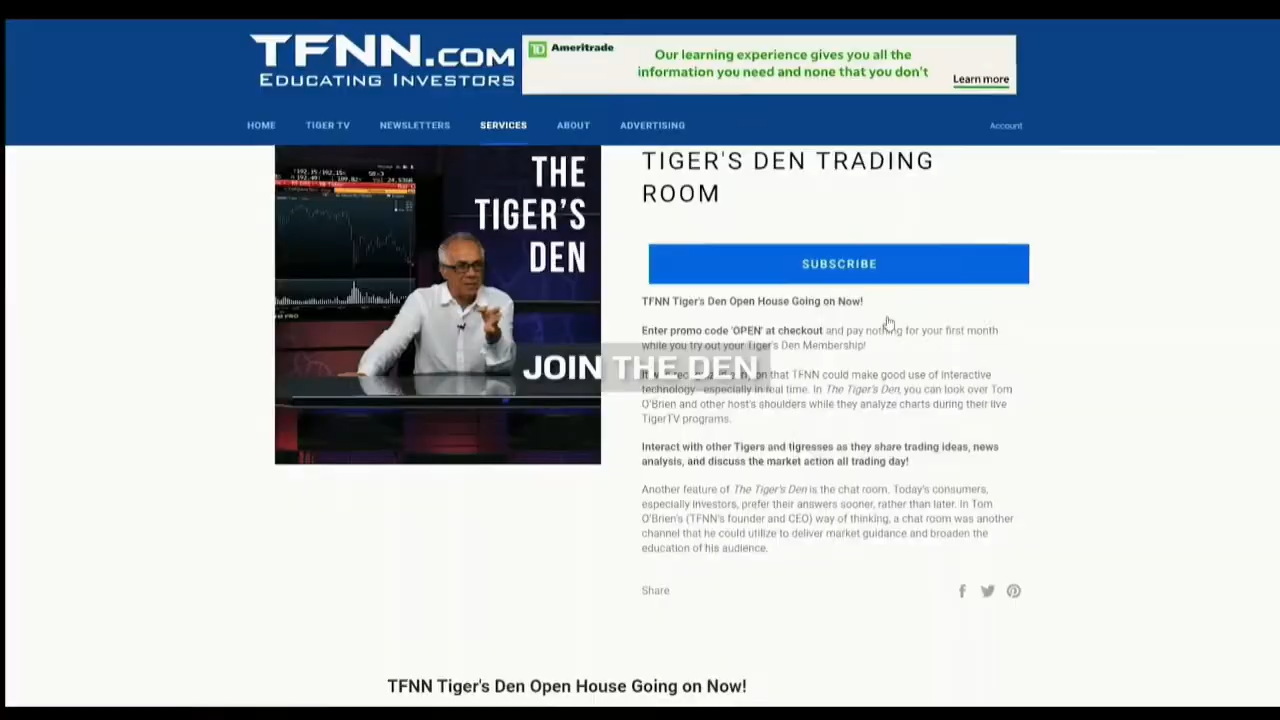 TFNN.COM
EDUCATING INVESTORS
TD Ameritrade
Our learning experience gives you all the
information you need and none that you don't
Learn more
HOME
TIGER TV
NEWSLETTERS
SERVICES
ABOUT
ADVERTISING
Account
THE
TIGER'S
DEN
TIGER'S DEN TRADING
ROOM
SUBSCRIBE
TFNN Tiger's Den Open House Going on Now!
Enter promo code 'OPEN' at checkout and pay nothing for your first month
while you try out your Tiger's Den Membership!
JOIN THE DEN
on that TFNN could make good use of interactive
technology—especially in real time. In The Tiger's Den, you can look over Tom
O'Brien and other host's shoulders while they analyze charts during their live
TigerTV programs.
Interact with other Tigers and tigresses as they share trading ideas, news
analysis, and discuss the market action all trading day!
Another feature of The Tiger's Den is the chat room. Today's consumers,
especially investors, prefer their answers sooner, rather than later. In Tom
O'Brien's (TFNN's founder and CEO) way of thinking, a chat room was another
channel that he could utilize to deliver market guidance and broaden the
education of his audience.
Share
TFNN Tiger's Den Open House Going on Now!